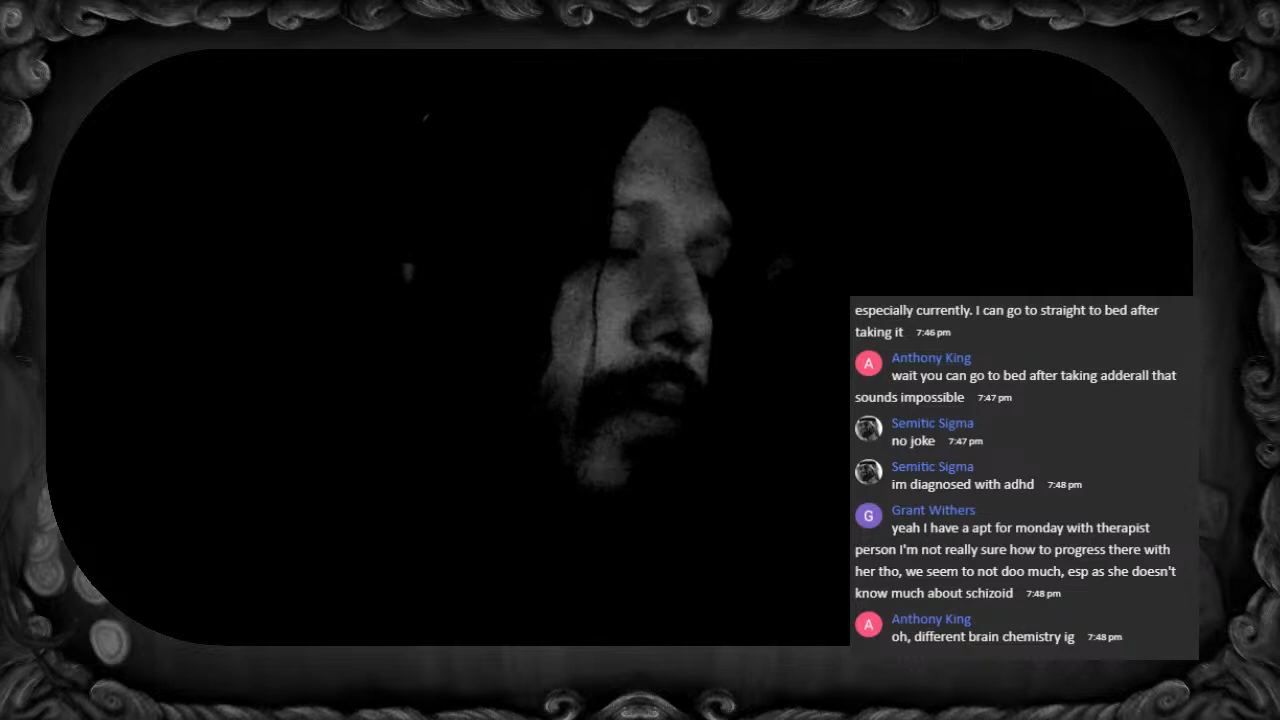 especially currently. I can go to straight to bed after
taking it 7:46 pm
A Anthony King
wait you can go to bed after taking adderall that
sounds impossible 7:47 pm
Semitic Sigma
no joke 7:47 pm
Semitic Sigma
im diagnosed with adhd 7:48 pm
G Grant Withers
yeah I have a apt for monday with therapist
person I'm not really sure how to progress there with
her tho, we seem to not doo much, esp as she doesn't
know much about schizoid 7:48 pm
A Anthony King
oh, different brain chemistry ig 7:48 pm